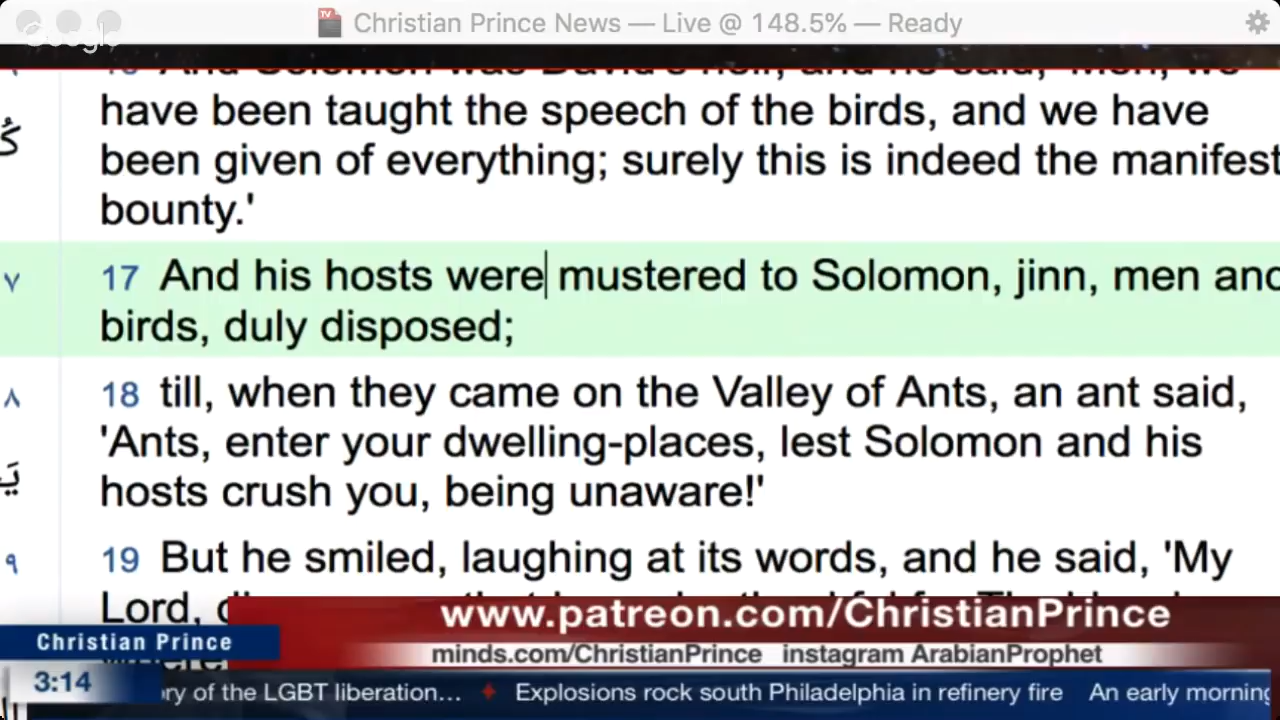 Christian Prince News — Live @ 148.5% — Ready
Google
have been taught the speech of the birds, and we have
been given of everything; surely this is indeed the manifest
bounty.'
٧
17 And his hosts were mustered to Solomon, jinn, men and
birds, duly disposed;
٨
18 till, when they came on the Valley of Ants, an ant said,
'Ants, enter your dwelling-places, lest Solomon and his
hosts crush you, being unaware!'
٩
19 But he smiled, laughing at its words, and he said, 'My
Lord,
www.patreon.com/ChristianPrince
Christian Prince
minds.com/ChristianPrince instagram ArabianProphet
3:14
ry of the LGBT liberation... Explosions rock south Philadelphia in refinery fire An early morning